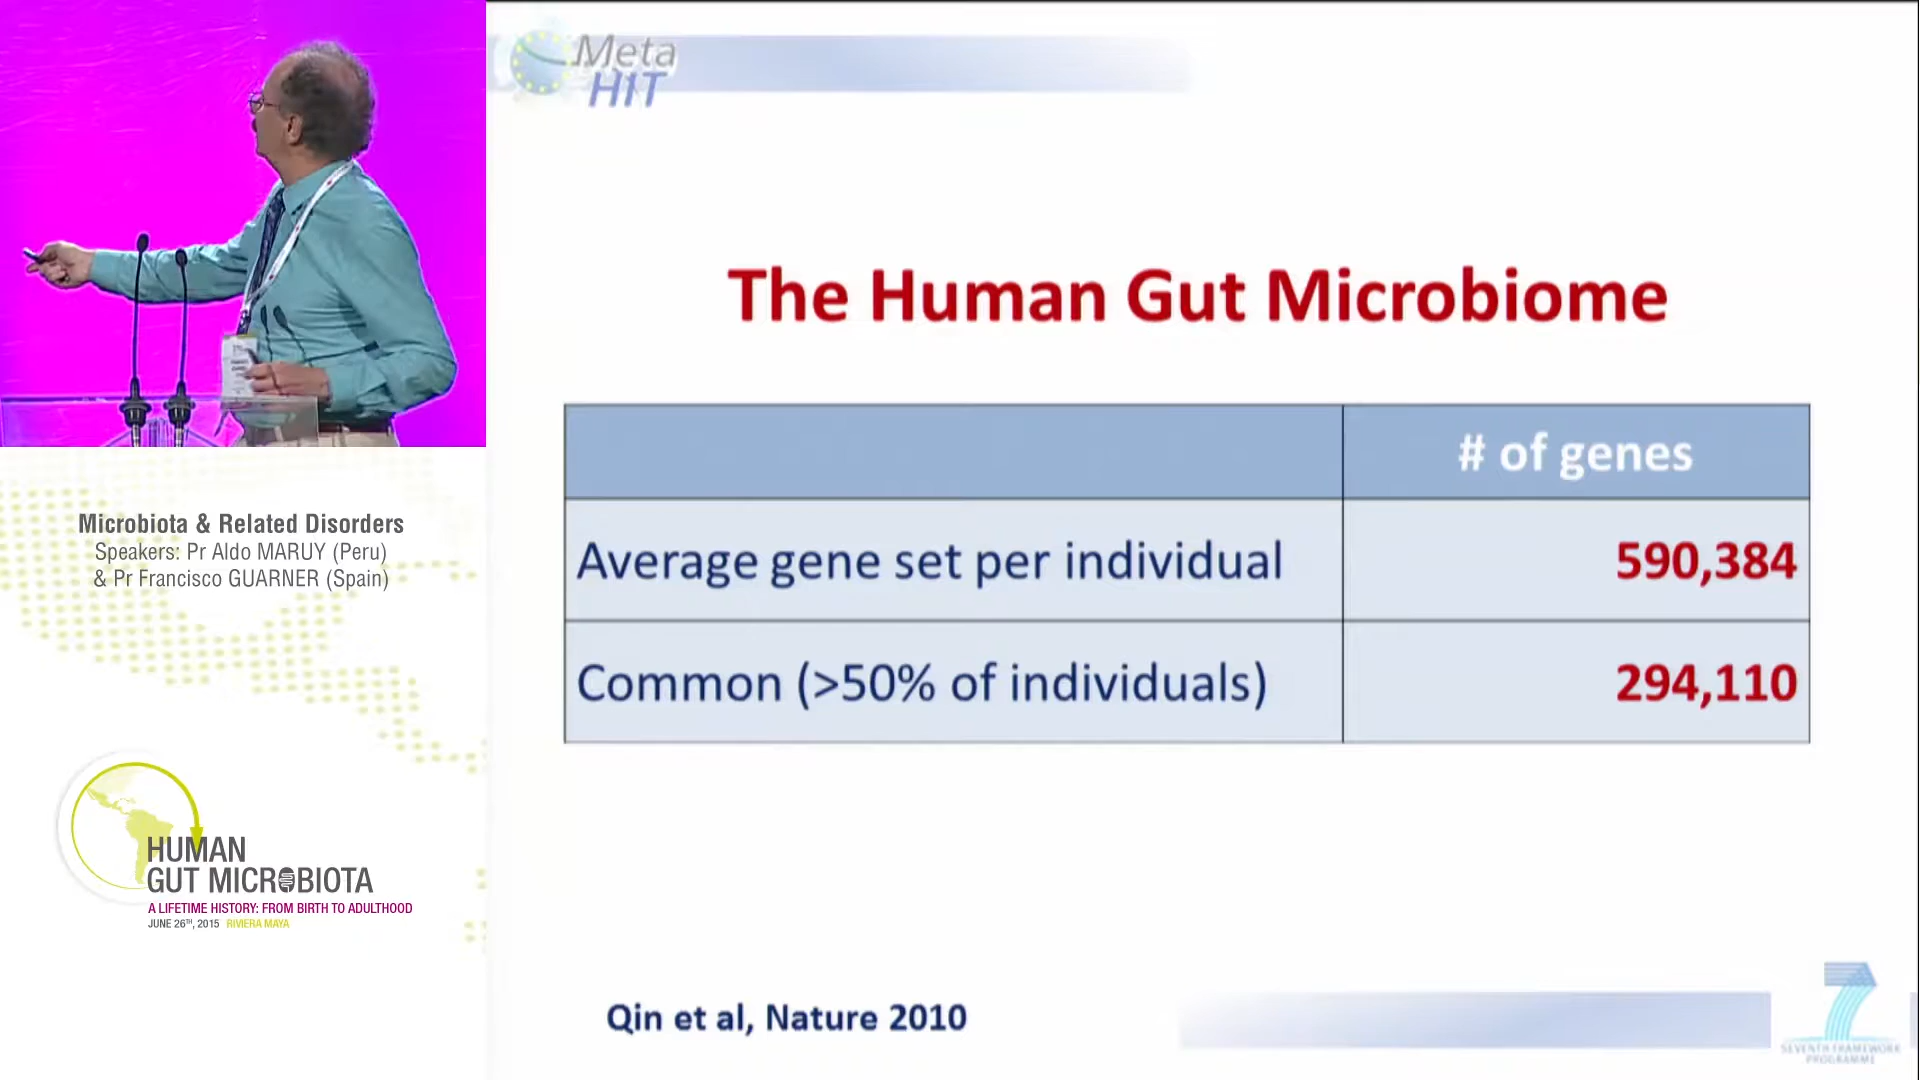 Meta
HIT
The Human Gut Microbiome
# of genes
Average gene set per individual 590,384
Common (>50% of individuals) 294,110
Qin et al, Nature 2010
7
SEVENTH FRAMEWORK
PROGRAMME
Microbiota & Related Disorders
Speakers: Pr Aldo MARUY (Peru)
& Pr Francisco GUARNER (Spain)
HUMAN
GUT MICROBIOTA
A LIFETIME HISTORY: FROM BIRTH TO ADULTHOOD
JUNE 26TH, 2015 RIVIERA MAYA